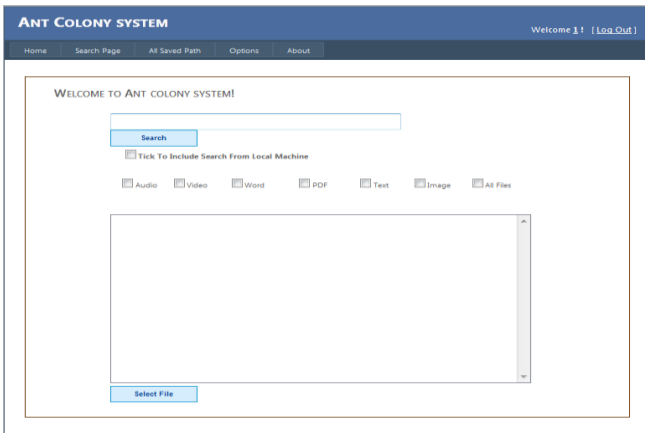 ANT COLONY SYSTEM
Welcome 1 ! [ Log Out ]
Home Search Page All Saved Path Options About
WELCOME TO ANT COLONY SYSTEM!
Search
Tick To Include Search From Local Machine
Audio Video Word PDF Text Image All Files
Select File